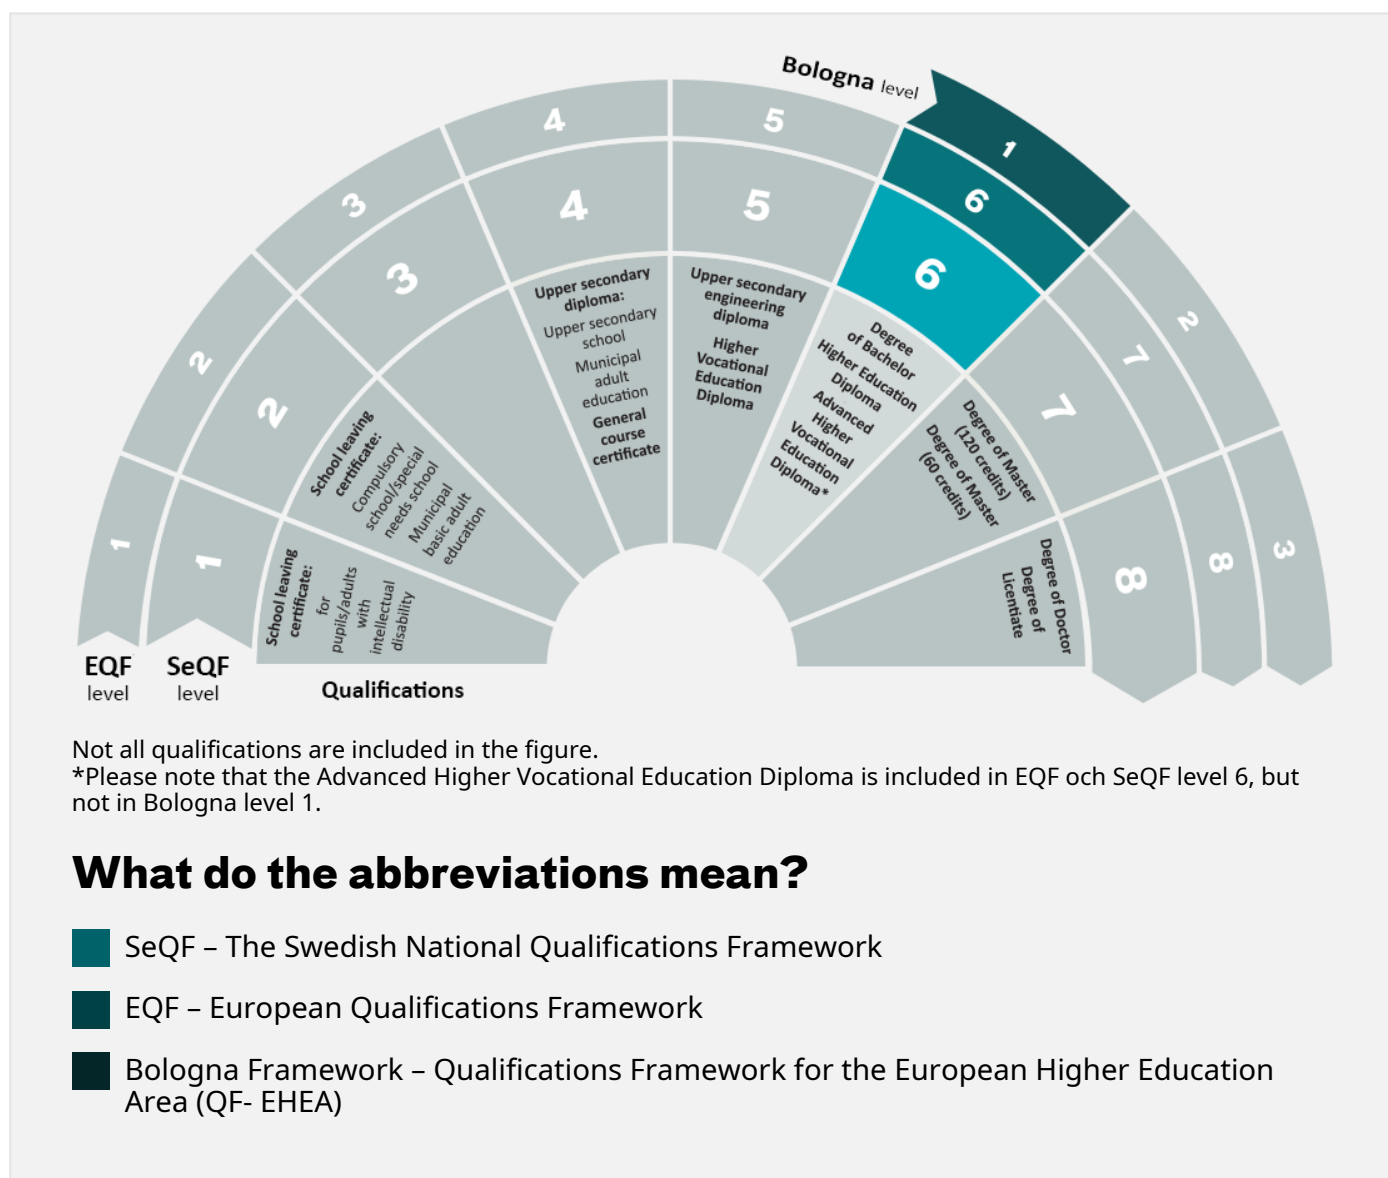 Bologna level
1
2
3
1
2
3
4
5
6
7
8
1
2
3
4
5
6
7
8
School leaving
certificate:
for
pupils/adults
with
intellectual
disability
School leaving
certificate:
Compulsory
school/special
needs school
Municipal
basic adult
education
Upper secondary
diploma:
Upper secondary
school
Municipal
adult
education
General
course
certificate
Upper secondary
engineering
diploma
Higher
Vocational
Education
Diploma
Degree
of Bachelor
Higher Education
Diploma
Advanced
Higher
Vocational
Education
Diploma*
Degree of Master
(120 credits)
Degree of Master
(60 credits)
Degree of Doctor
Degree of
Licentiate
EQF
level
SeQF
level
Qualifications
Not all qualifications are included in the figure.
*Please note that the Advanced Higher Vocational Education Diploma is included in EQF och SeQF level 6, but
not in Bologna level 1.
What do the abbreviations mean?
SeQF – The Swedish National Qualifications Framework
EQF – European Qualifications Framework
Bologna Framework – Qualifications Framework for the European Higher Education
Area (QF- EHEA)